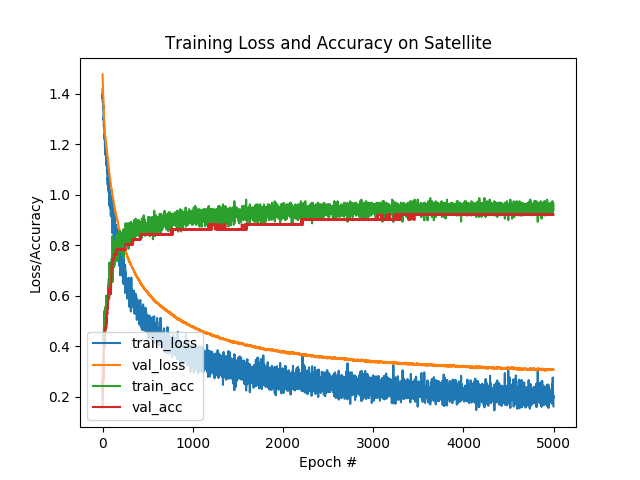 Training Loss and Accuracy on Satellite
Loss/Accuracy
1.4
1.2
1.0
0.8
0.6
0.4
0.2
train_loss
val_loss
train_acc
val_acc
0 1000 2000 3000 4000 5000
Epoch #